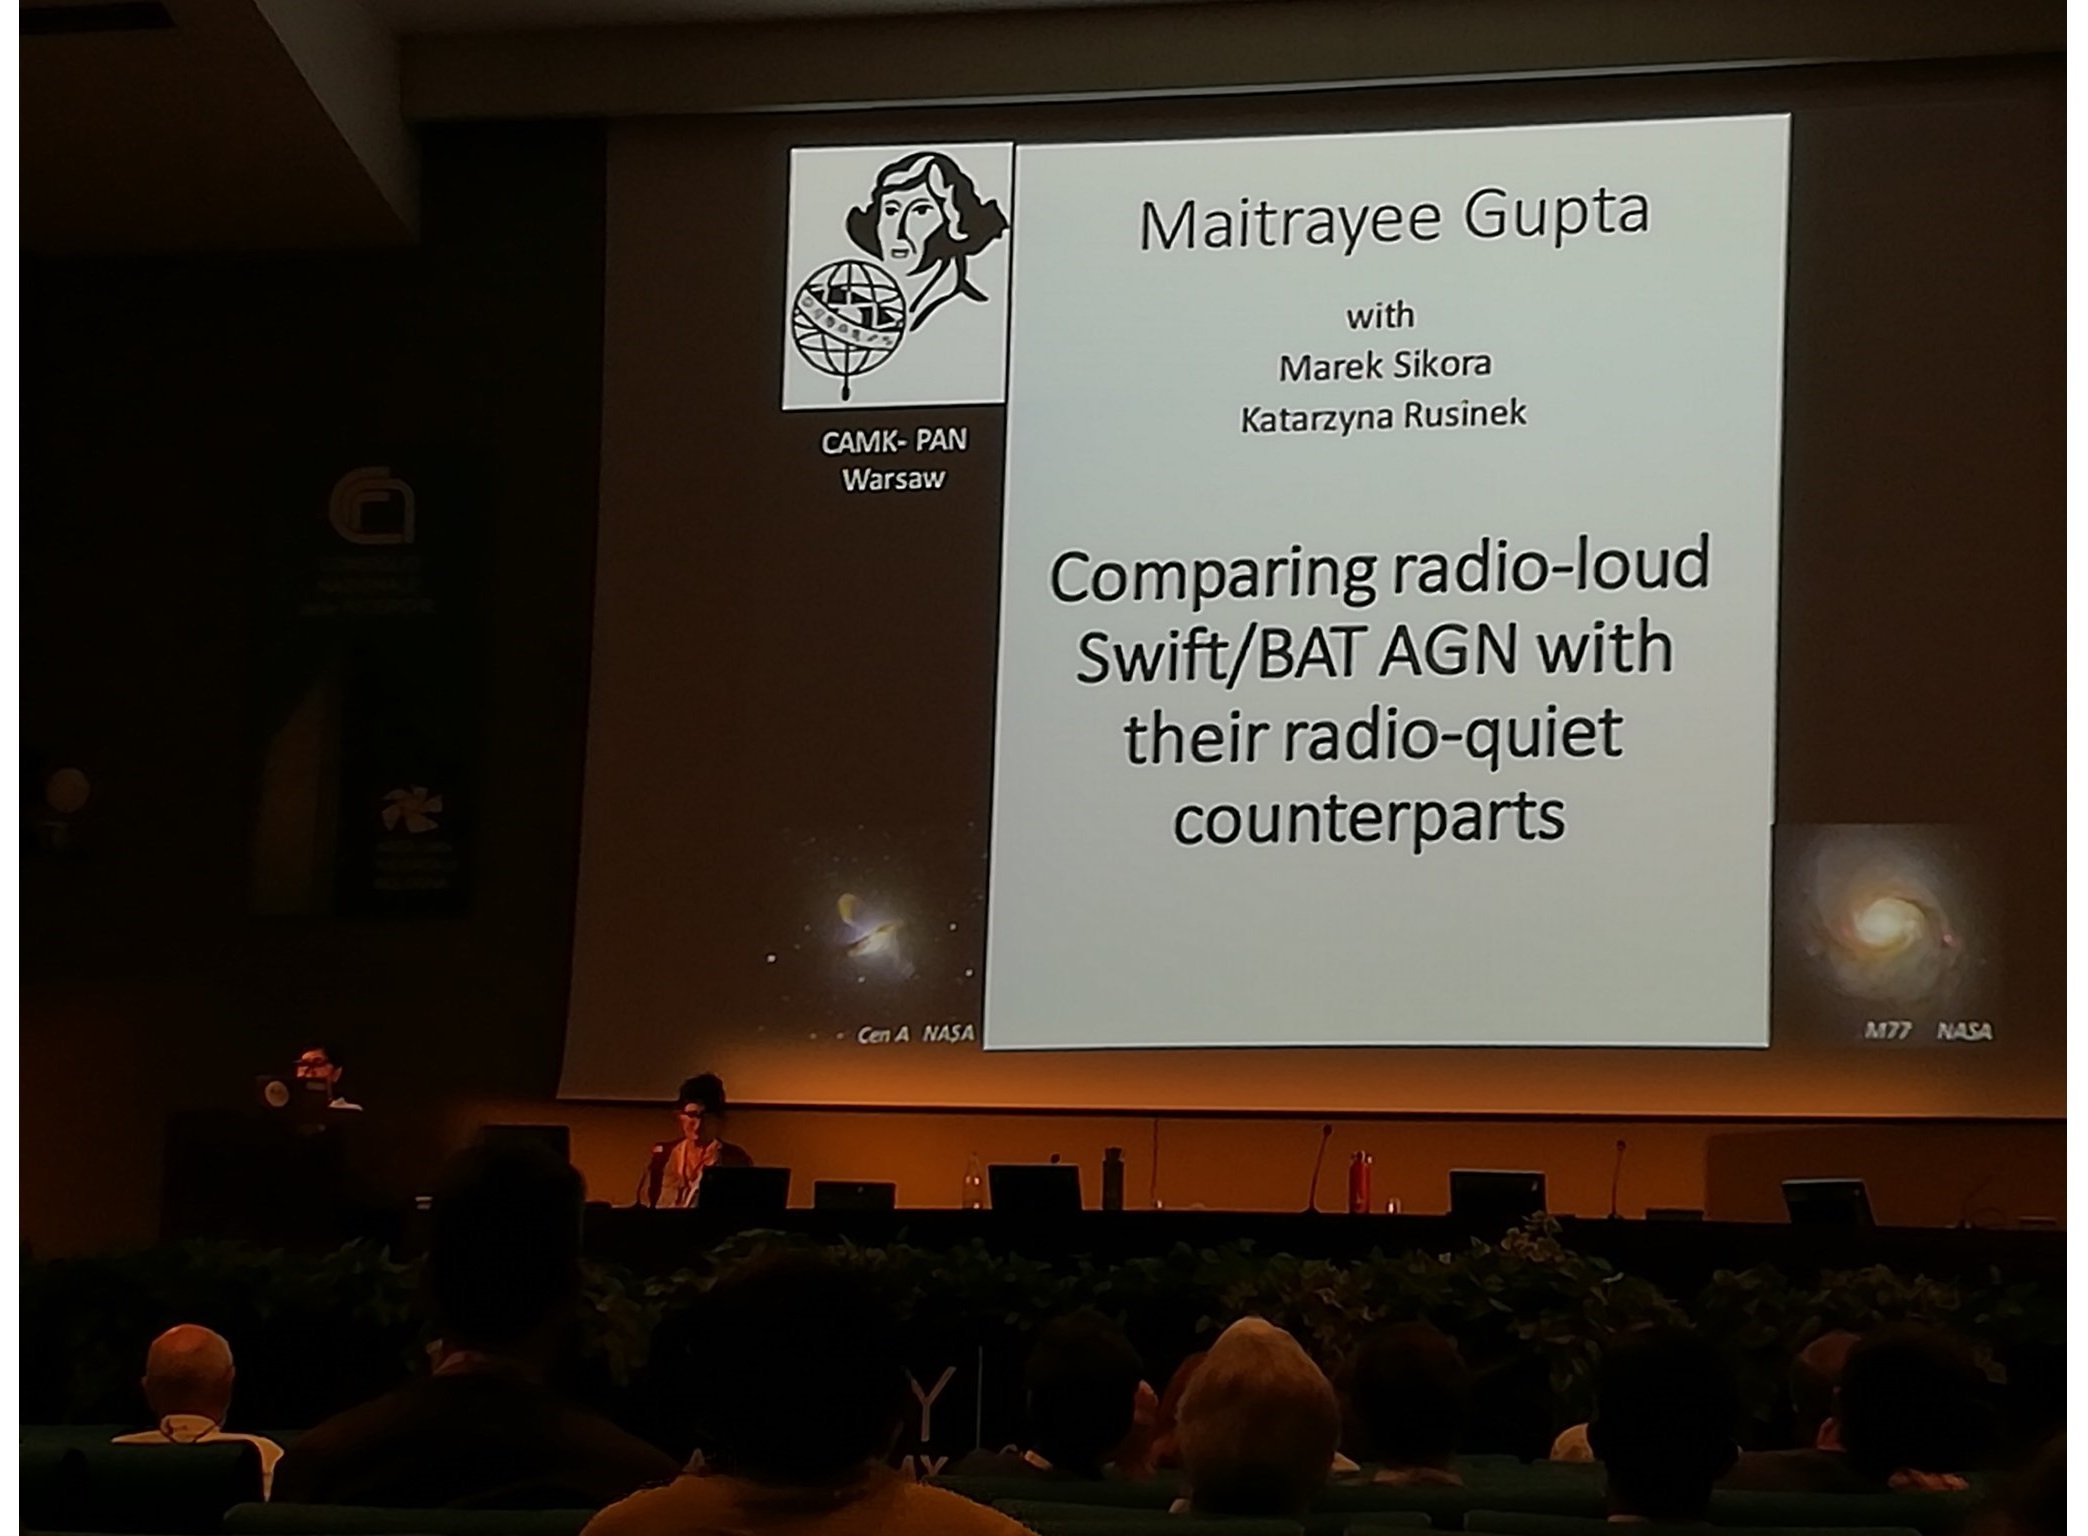 Maitrayee Gupta
with
Marek Sikora
Katarzyna Rusinek
CAMK- PAN
Warsaw
Comparing radio-loud
Swift/BAT AGN with
their radio-quiet
counterparts
Cen A NASA
M77 NASA